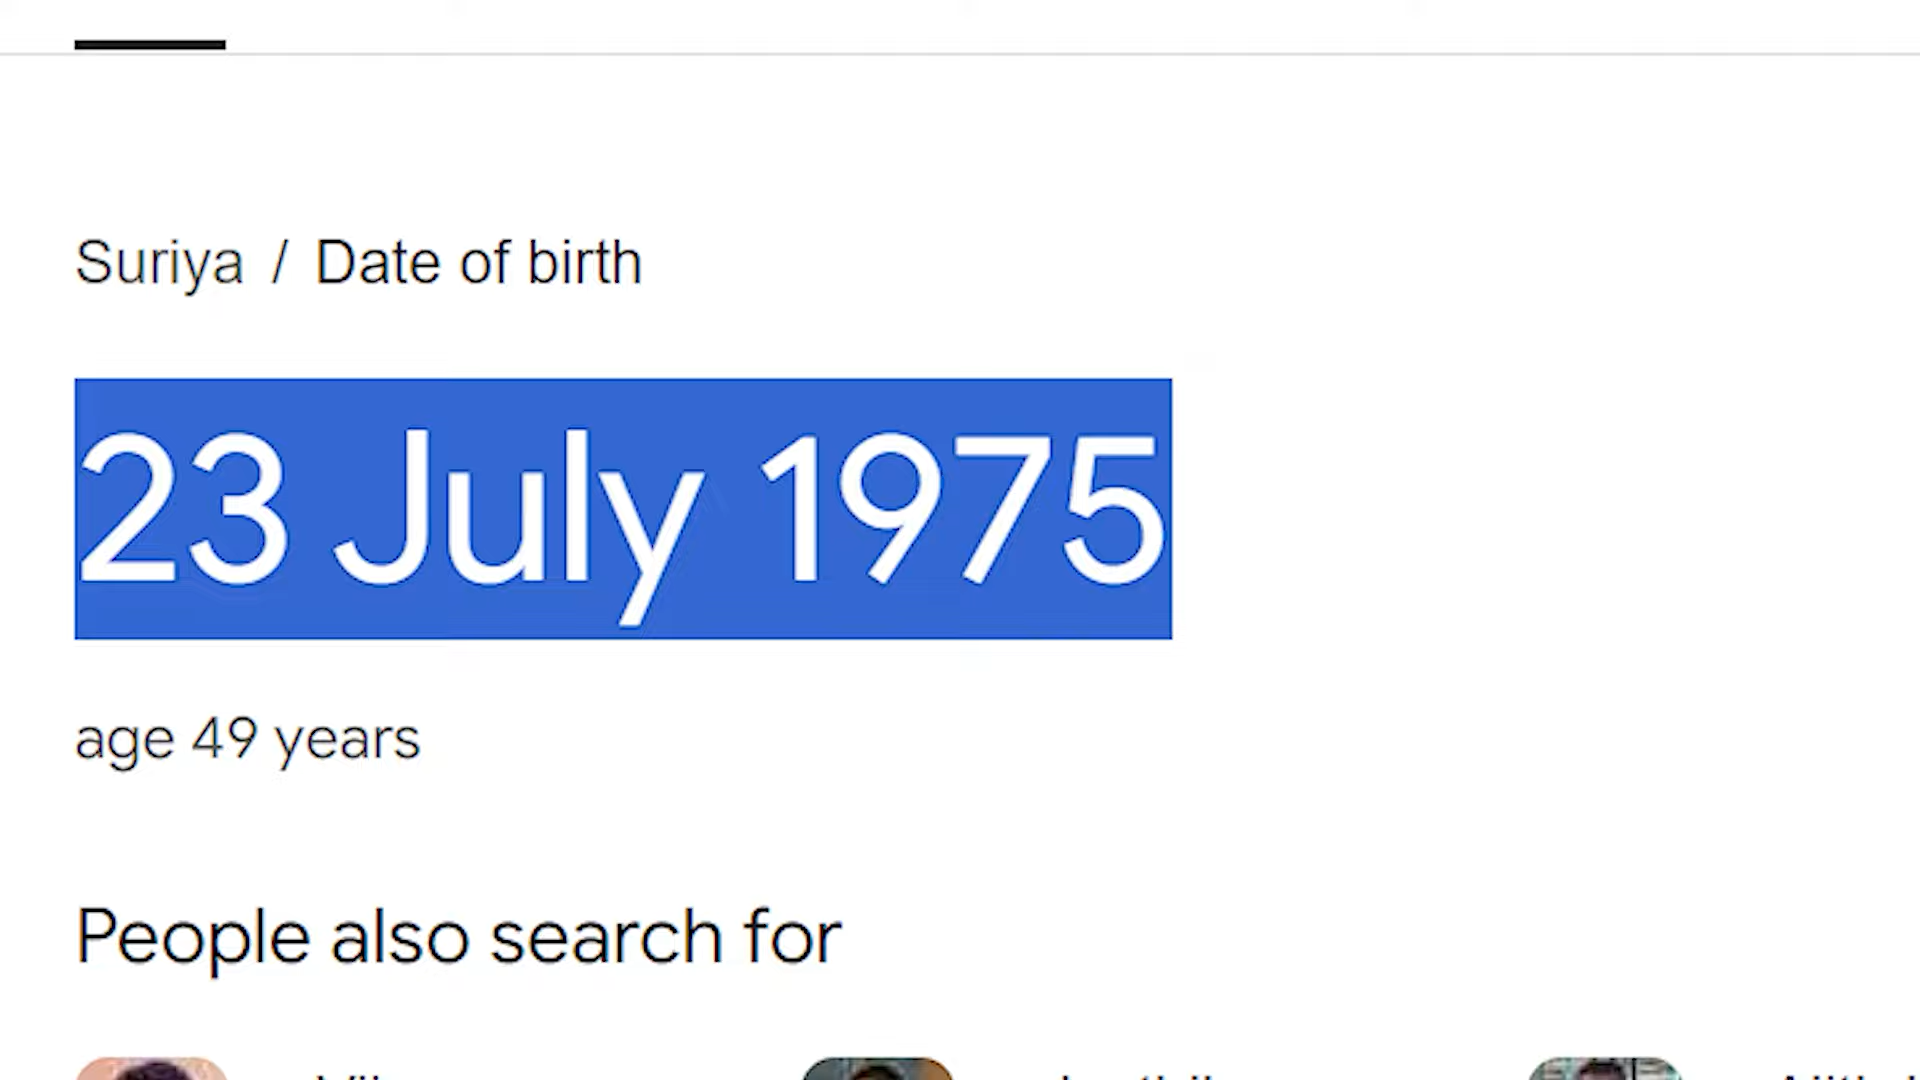 Suriya / Date of birth
23 July 1975
age 49 years
People also search for